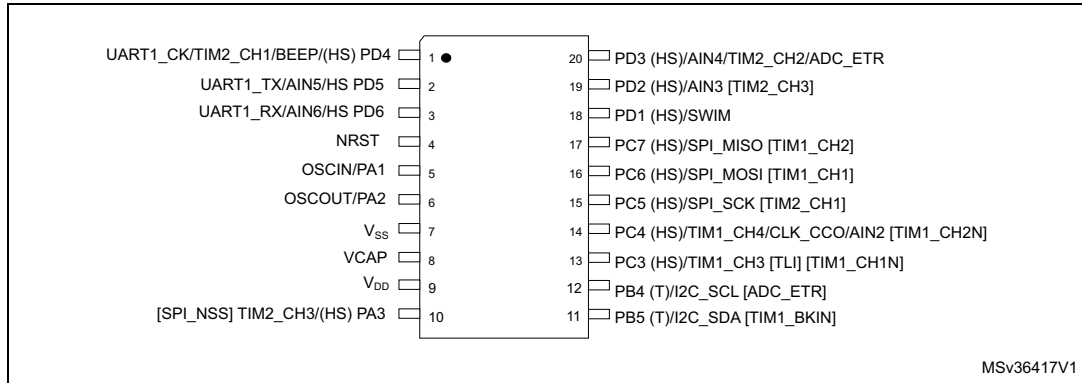 UART1_CK/TIM2_CH1/BEEP/(HS) PD4 1 20 PD3 (HS)/AIN4/TIM2_CH2/ADC_ETR
UART1_TX/AIN5/HS PD5 2 19 PD2 (HS)/AIN3 [TIM2_CH3]
UART1_RX/AIN6/HS PD6 3 18 PD1 (HS)/SWIM
NRST 4 17 PC7 (HS)/SPI_MISO [TIM1_CH2]
OSCIN/PA1 5 16 PC6 (HS)/SPI_MOSI [TIM1_CH1]
OSCOUT/PA2 6 15 PC5 (HS)/SPI_SCK [TIM2_CH1]
VSS 7 14 PC4 (HS)/TIM1_CH4/CLK_CCO/AIN2 [TIM1_CH2N]
VCAP 8 13 PC3 (HS)/TIM1_CH3 [TLI] [TIM1_CH1N]
VDD 9 12 PB4 (T)/I2C_SCL [ADC_ETR]
[SPI_NSS] TIM2_CH3/(HS) PA3 10 11 PB5 (T)/I2C_SDA [TIM1_BKIN]
MSv36417V1